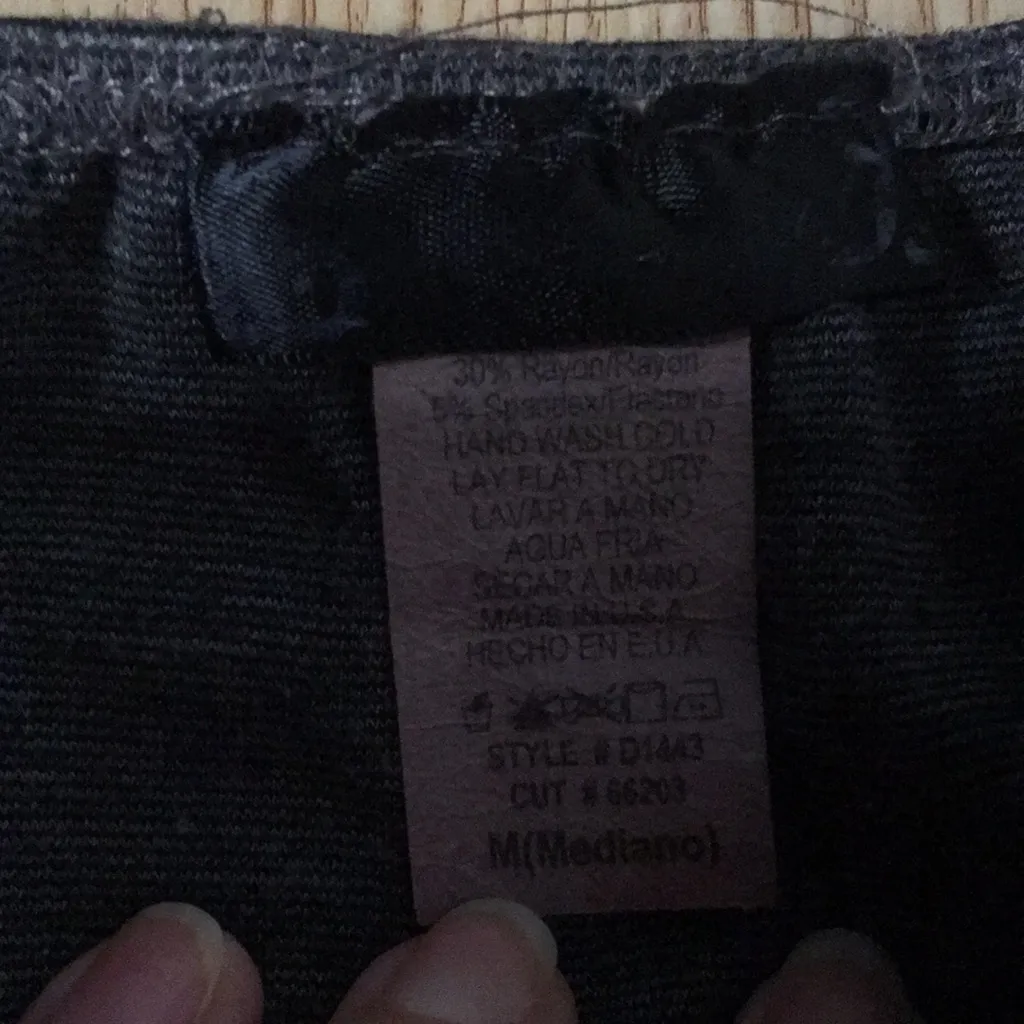 30% Rayon/Rayon
5% Spandex/Elastano
HAND WASH COLD
LAY FLAT TO DRY
LAVAR A MANO
AQUA FRIA
SECAR A MANO
MADE IN U.S.A.
HECHO EN E.U.A
STYLE # D1443
CUT # 66203
M(Mediano)